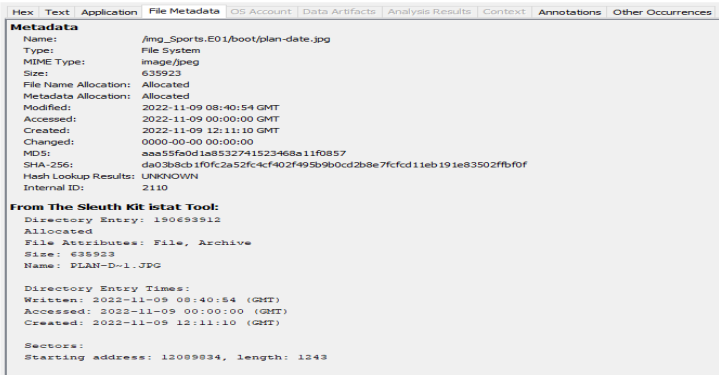 Hex Text Application File Metadata OS Account Data Artifacts Analysis Results Context Annotations Other Occurrences
Metadata
Name: /img_Sports.E01/boot/plan-date.jpg
Type: File System
MIME Type: image/jpeg
Size: 635923
File Name Allocation: Allocated
Metadata Allocation: Allocated
Modified: 2022-11-09 08:40:54 GMT
Accessed: 2022-11-09 00:00:00 GMT
Created: 2022-11-09 12:11:10 GMT
Changed: 0000-00-00 00:00:00
MD5: aaa55fa0d1a8532741523468a11f0857
SHA-256: da03b8cb1f0fc2a52fc4cf402f495b9b0cd2b8e7fcfcd11eb191e83502ffbf0f
Hash Lookup Results: UNKNOWN
Internal ID: 2110
From The Sleuth Kit istat Tool:
Directory Entry: 190693912
Allocated
File Attributes: File, Archive
Size: 635923
Name: PLAN-D~1.JPG
Directory Entry Times:
Written: 2022-11-09 08:40:54 (GMT)
Accessed: 2022-11-09 00:00:00 (GMT)
Created: 2022-11-09 12:11:10 (GMT)
Sectors:
Starting address: 12089834, length: 1243